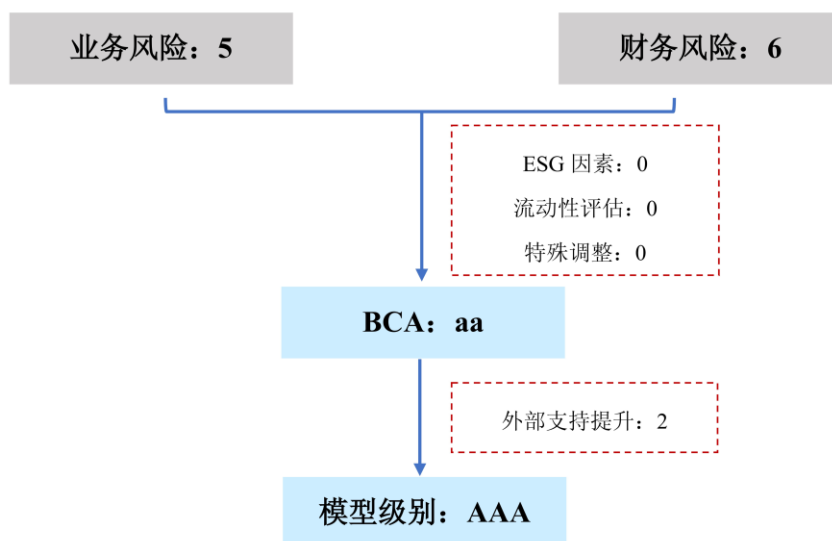 业务风险：5
财务风险：6
ESG 因素：0
流动性评估：0
特殊调整：0
BCA：aa
外部支持提升：2
模型级别：AAA